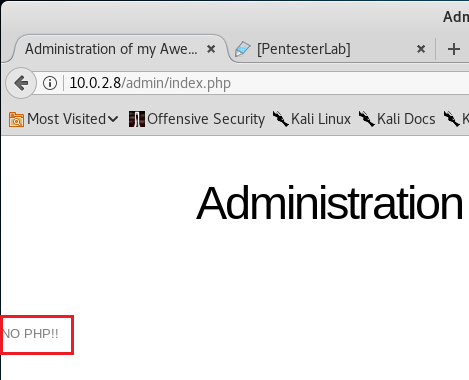 Adm
Administration of my Awe... × [PentesterLab] × +
10.0.2.8/admin/index.php
Most Visited Offensive Security Kali Linux Kali Docs K
Administration
NO PHP!!